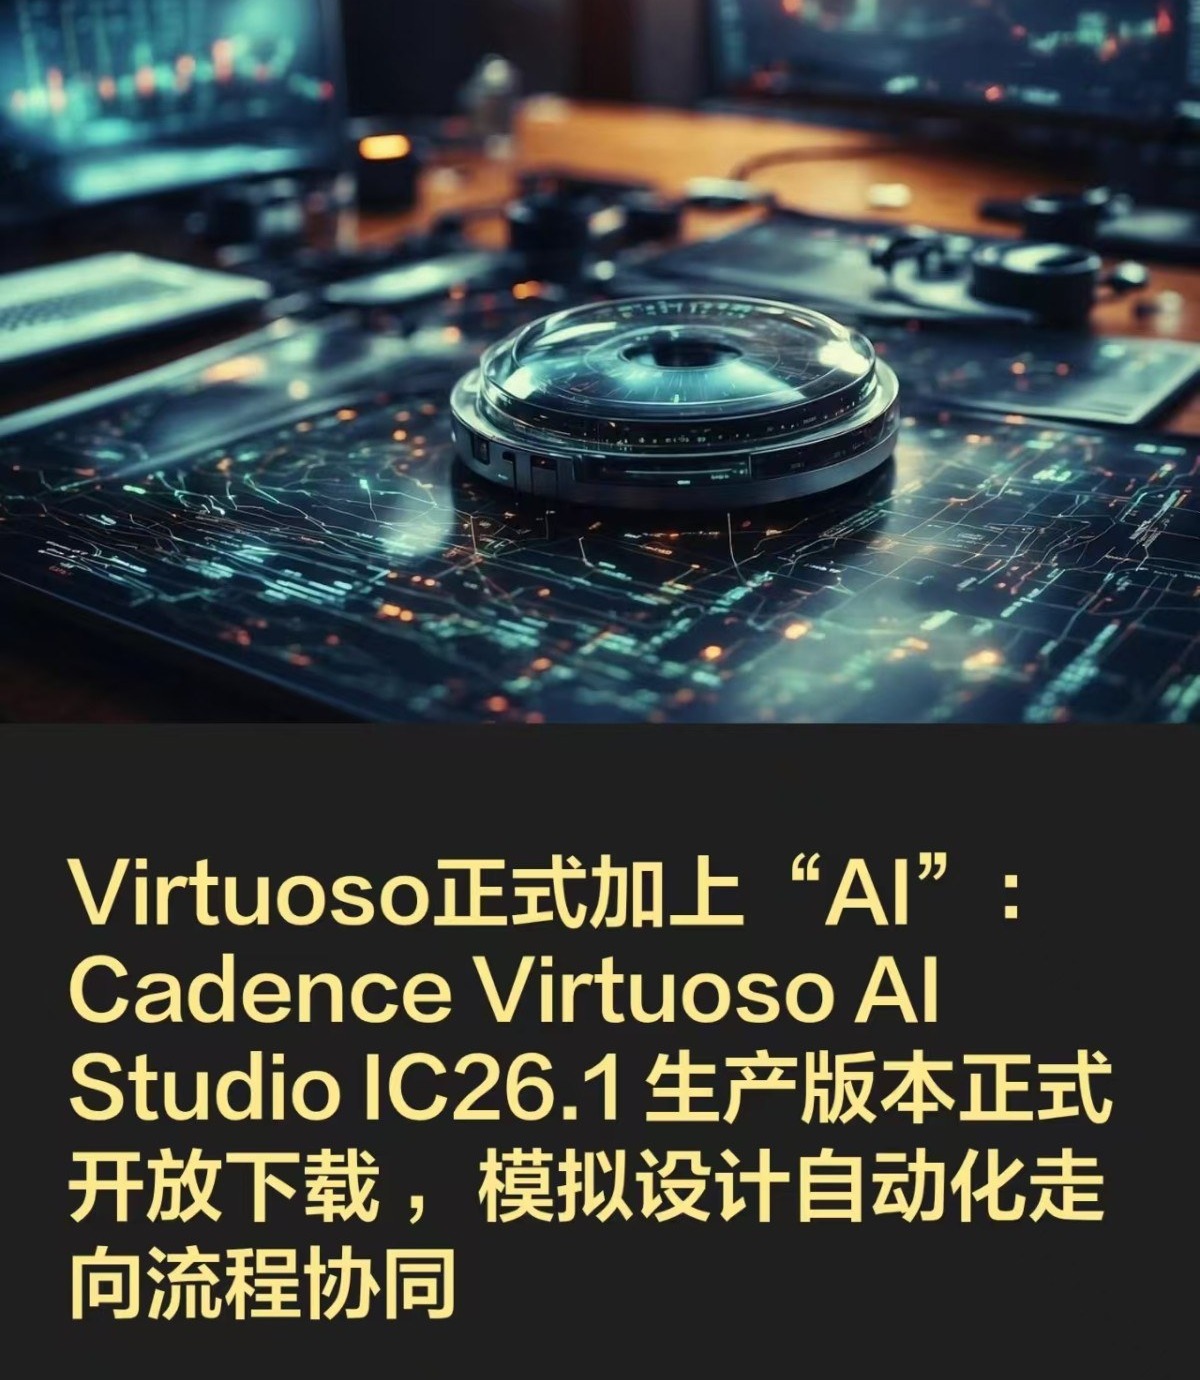 Virtuoso正式加上“AI”：
Cadence Virtuoso AI
Studio IC26.1 生产版本正式
开放下载，模拟设计自动化走
向流程协同